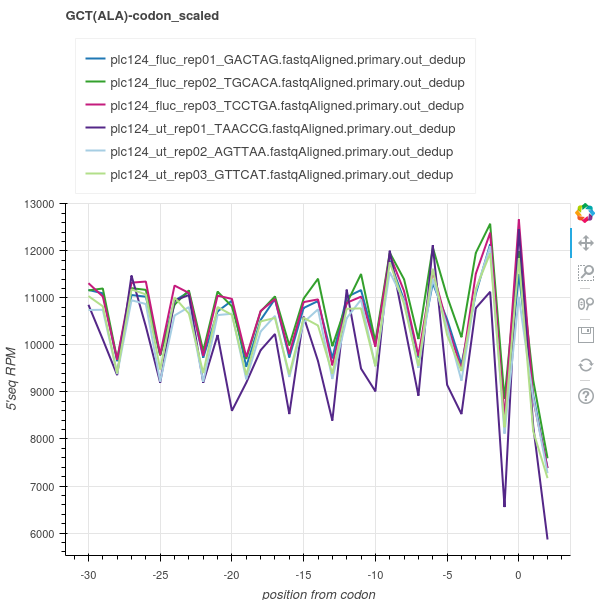 GCT(ALA)-codon_scaled
plc124_fluc_rep01_GACTAG.fastqAligned.primary.out_dedup
plc124_fluc_rep02_TGCACA.fastqAligned.primary.out_dedup
plc124_fluc_rep03_TCCTGA.fastqAligned.primary.out_dedup
plc124_ut_rep01_TAACCG.fastqAligned.primary.out_dedup
plc124_ut_rep02_AGTTAA.fastqAligned.primary.out_dedup
plc124_ut_rep03_GTTCAT.fastqAligned.primary.out_dedup
13000
12000
11000
10000
9000
8000
7000
6000
5'seq RPM
-30 -25 -20 -15 -10 -5 0
position from codon